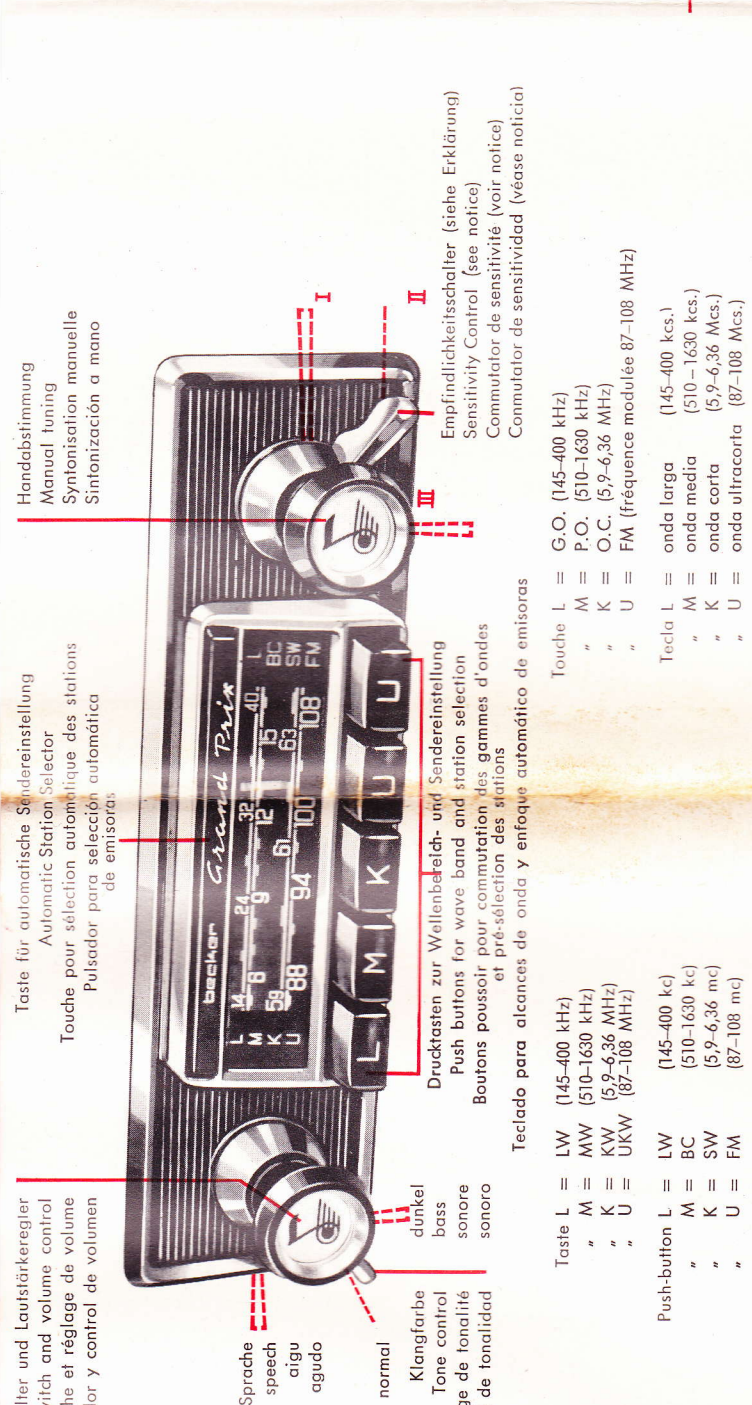 lter und Lautstärkeregler
vitch and volume control
he et réglage de volume
lor y control de volumen
Taste für automatische Sendereinstellung
Automatic Station Selector
Touche pour sélection automatique des stations
Pulsador para selección automática
de emisoras
Handabstimmung
Manual tuning
Syntonisation manuelle
Sintonización a mano
becker Grand Prix
L 14 24 32 40. L
M 6 9 12 15 BC
K 59 61 63 SW
U 88 94 100 108 FM
L M K U U
I
II
III
Sprache
speech
aigu
agudo
normal
dunkel
bass
sonore
sonoro
Klangfarbe
Tone control
ge de tonalité
de tonalidad
Drucktasten zur Wellenbereich- und Sendereinstellung
Push buttons for wave band and station selection
Boutons poussoir pour commutation des gammes d'ondes
et pré-sélection des stations
Teclado para alcances de onda y enfoque automático de emisoras
Empfindlichkeitsschalter (siehe Erklärung)
Sensitivity Control (see notice)
Commutator de sensitivité (voir notice)
Conmutator de sensitividad (véase noticia)
Taste L = LW (145–400 kHz)
„ M = MW (510–1630 kHz)
„ K = KW (5,9–6,36 MHz)
„ U = UKW (87–108 MHz)
Push-button L = LW (145–400 kc)
„ M = BC (510–1630 kc)
„ K = SW (5,9–6,36 mc)
„ U = FM (87–108 mc)
Touche L = G.O. (145–400 kHz)
„ M = P.O. (510–1630 kHz)
„ K = O.C. (5,9–6,36 MHz)
„ U = FM (fréquence modulée 87–108 MHz)
Tecla L = onda larga (145–400 kcs.)
„ M = onda media (510–1630 kcs.)
„ K = onda corta (5,9–6,36 Mcs.)
„ U = onda ultracorta (87–108 Mcs.)